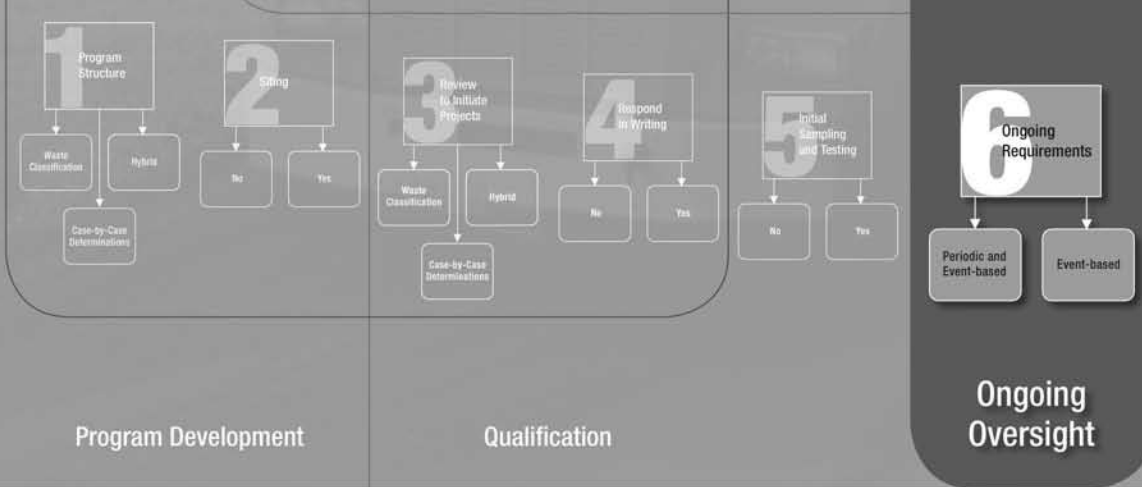 1
Program
Structure
Waste
Classification
Hybrid
Case-by-Case
Determinations
2
Siting
No
Yes
3
Review
to Initiate
Projects
Waste
Classification
Hybrid
Case-by-Case
Determinations
4
Respond
in Writing
No
Yes
5
Initial
Sampling
and Testing
No
Yes
6
Ongoing
Requirements
Periodic and
Event-based
Event-based
Program Development
Qualification
Ongoing
Oversight